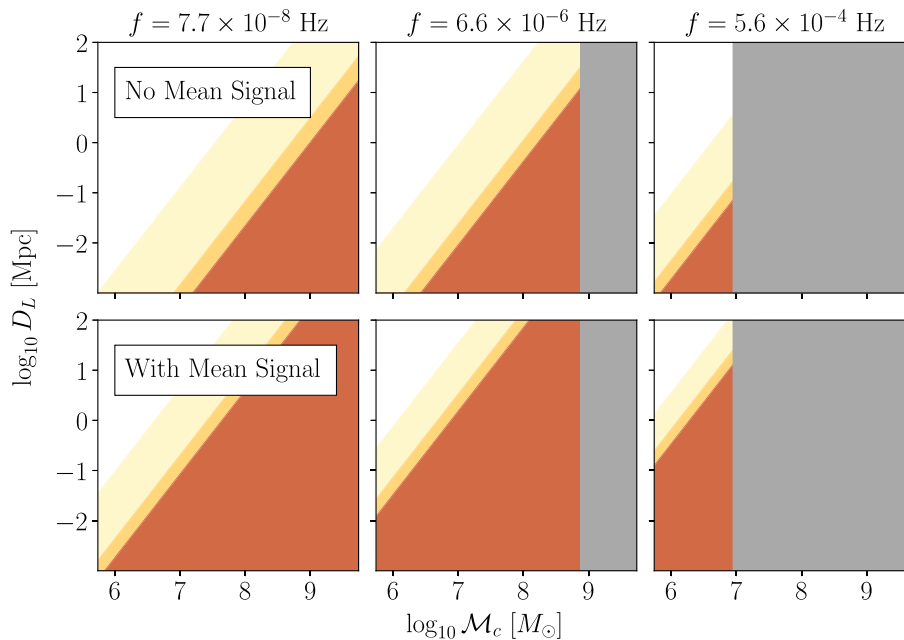 f = 7.7 × 10⁻⁸ Hz
f = 6.6 × 10⁻⁶ Hz
f = 5.6 × 10⁻⁴ Hz
2
1
0
−1
−2
No Mean Signal
2
1
0
−1
−2
With Mean Signal
log₁₀ D_L [Mpc]
6 7 8 9
6 7 8 9
6 7 8 9
log₁₀ ℳ_c [M_⊙]